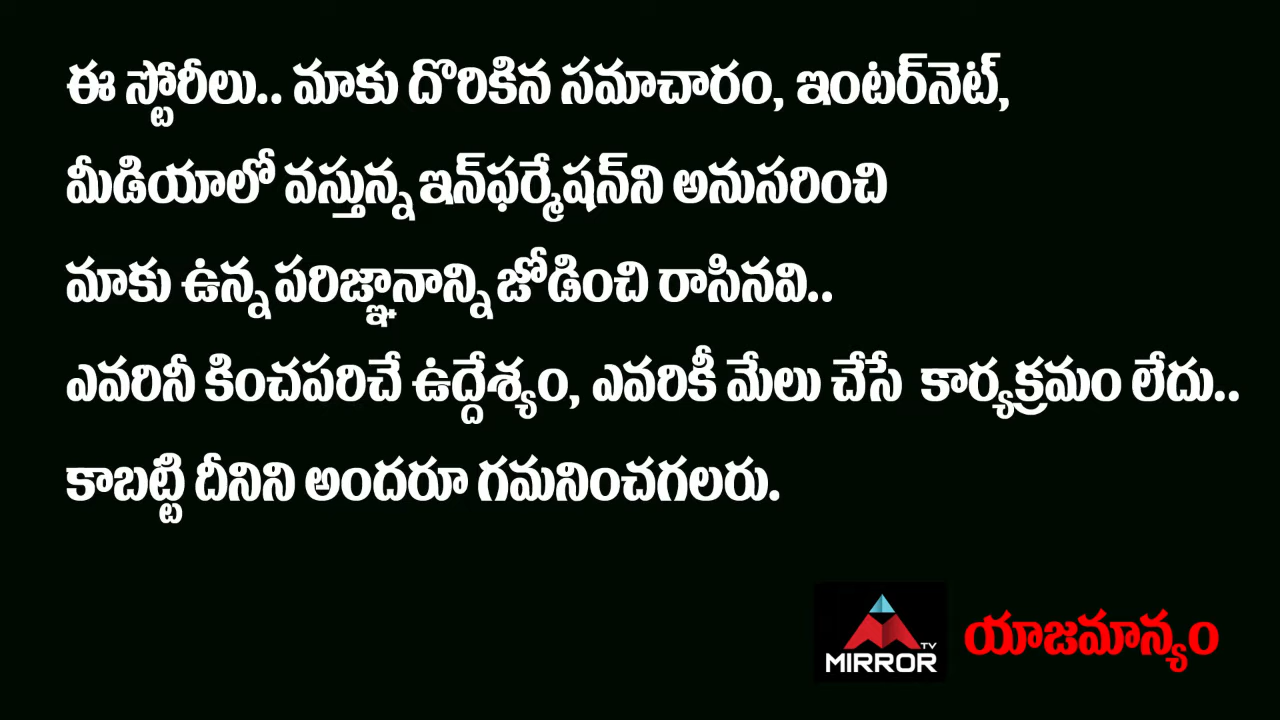 ఈ స్టోరీలు.. మాకు దొరికిన సమాచారం, ఇంటర్‌నెట్,
మీడియాలో వస్తున్న ఇన్‌ఫర్మేషన్‌ని అనుసరించి
మాకు ఉన్న పరిజ్ఞానాన్ని జోడించి రాసినవి..
ఎవరినీ కించపరిచే ఉద్దేశ్యం, ఎవరికీ మేలు చేసే కార్యక్రమం లేదు..
కాబట్టి దీనిని అందరూ గమనించగలరు.
TV
MIRROR
యాజమాన్యం